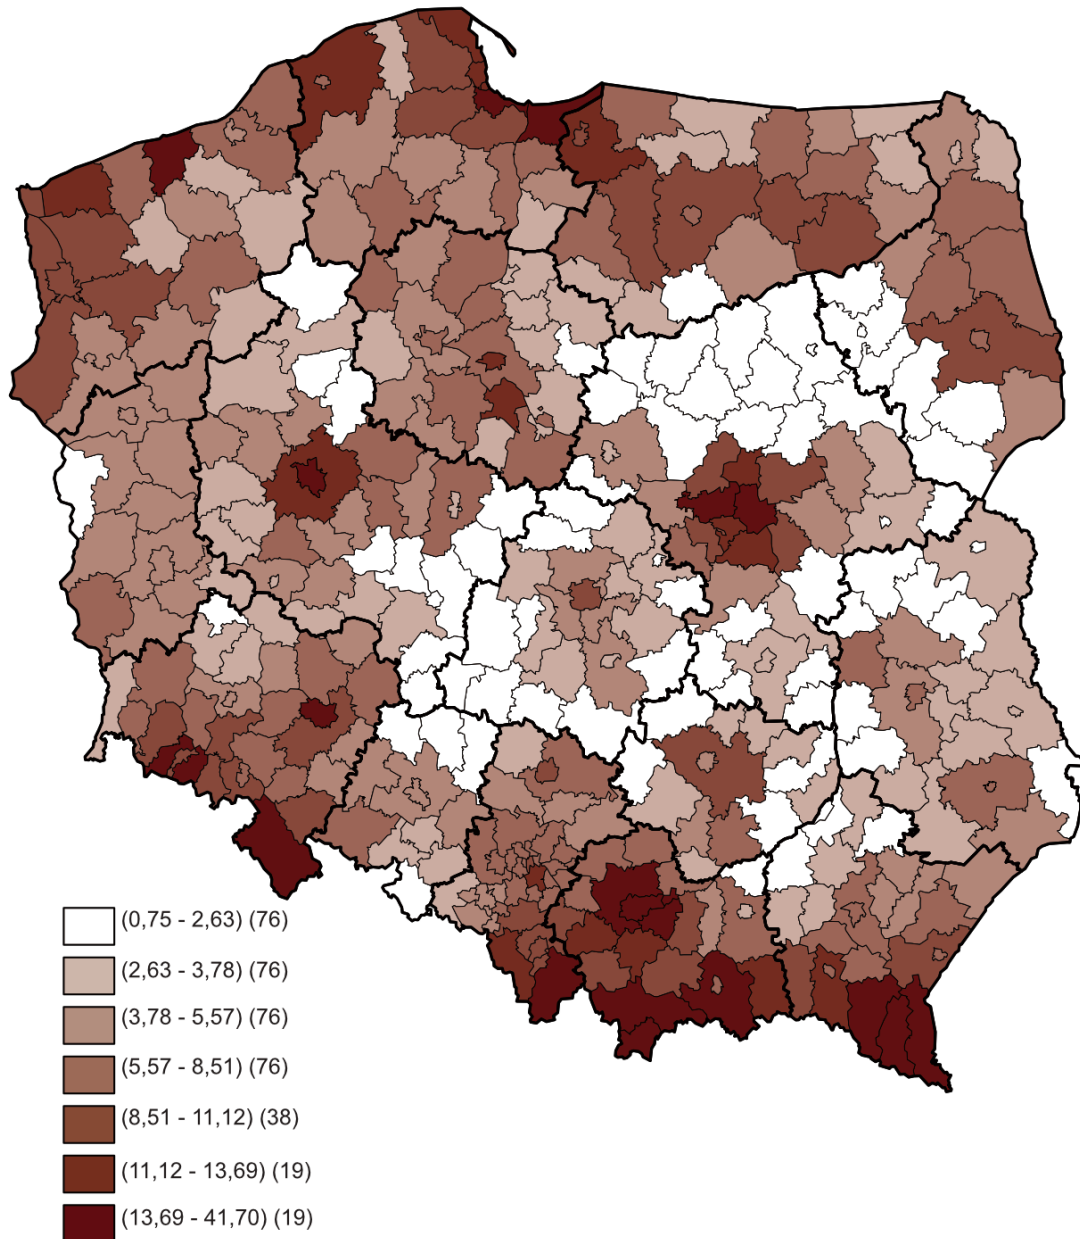 (0,75 - 2,63) (76)
(2,63 - 3,78) (76)
(3,78 - 5,57) (76)
(5,57 - 8,51) (76)
(8,51 - 11,12) (38)
(11,12 - 13,69) (19)
(13,69 - 41,70) (19)